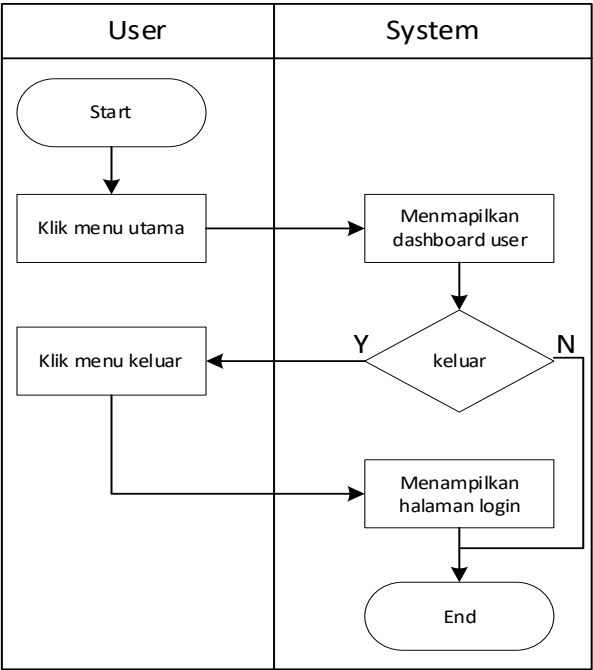 User
System
Start
Klik menu utama
Menmapilkan
dashboard user
Y
keluar
N
Klik menu keluar
Menampilkan
halaman login
End